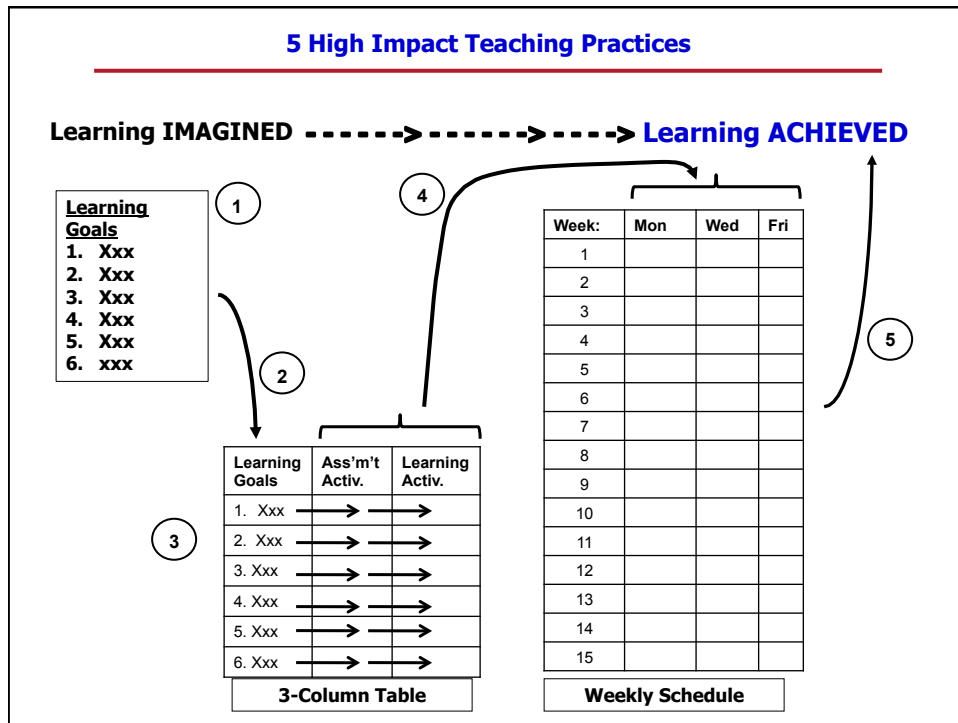 5 High Impact Teaching Practices
Learning IMAGINED
Learning ACHIEVED
1
Learning
Goals
1. Xxx
2. Xxx
3. Xxx
4. Xxx
5. Xxx
6. xxx
2
3
Learning Goals Ass'm't Activ. Learning Activ.
1. Xxx
2. Xxx
3. Xxx
4. Xxx
5. Xxx
6. Xxx
3-Column Table
4
Week: Mon Wed Fri
1
2
3
4
5
6
7
8
9
10
11
12
13
14
15
Weekly Schedule
5